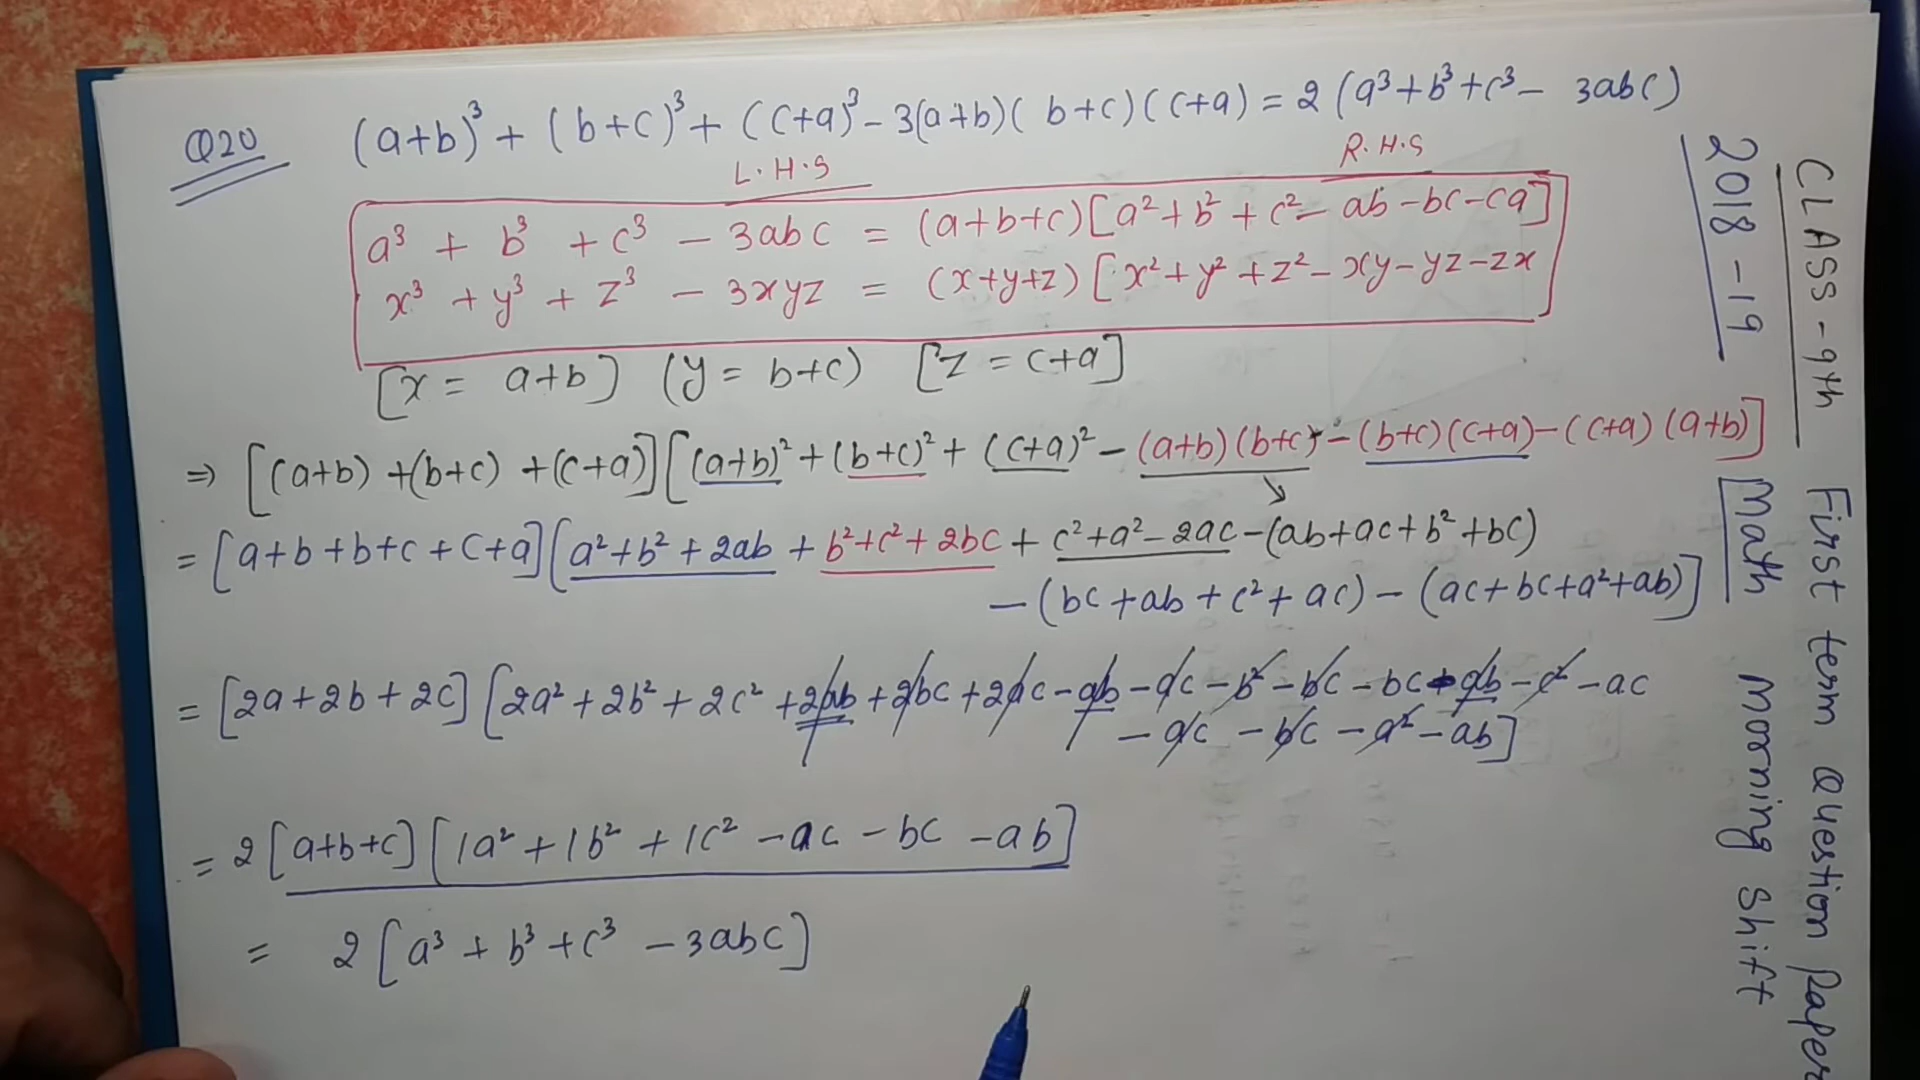 Q20 (a+b)³ + (b+c)³ + (c+a)³ - 3(a+b)(b+c)(c+a) = 2(a³+b³+c³- 3abc)
L.H.S R.H.S
a³ + b³ + c³ - 3abc = (a+b+c)[a²+b²+c²- ab-bc-ca]
x³ + y³ + z³ - 3xyz = (x+y+z)[x²+y²+z²-xy-yz-zx
[x = a+b] (y = b+c) [z = c+a]
⇒ [(a+b)+(b+c)+(c+a)][(a+b)²+(b+c)²+(c+a)²-(a+b)(b+c)-(b+c)(c+a)-(c+a)(a+b)]
= [a+b+b+c+c+a][a²+b²+2ab+b²+c²+2bc+c²+a²-2ac-(ab+ac+b²+bc)
-(bc+ab+c²+ac)-(ac+bc+a²+ab)]
= [2a+2b+2c][2a²+2b²+2c²+2ab+2bc+2ac-ab-ac-b²-bc-bc-ab-c²-ac
-ac-bc-a²-ab]
= 2[a+b+c][1a²+1b²+1c²-ac-bc-ab]
= 2[a³+b³+c³-3abc]
CLASS-9th First term Question Paper
2018-19 Math Morning Shift